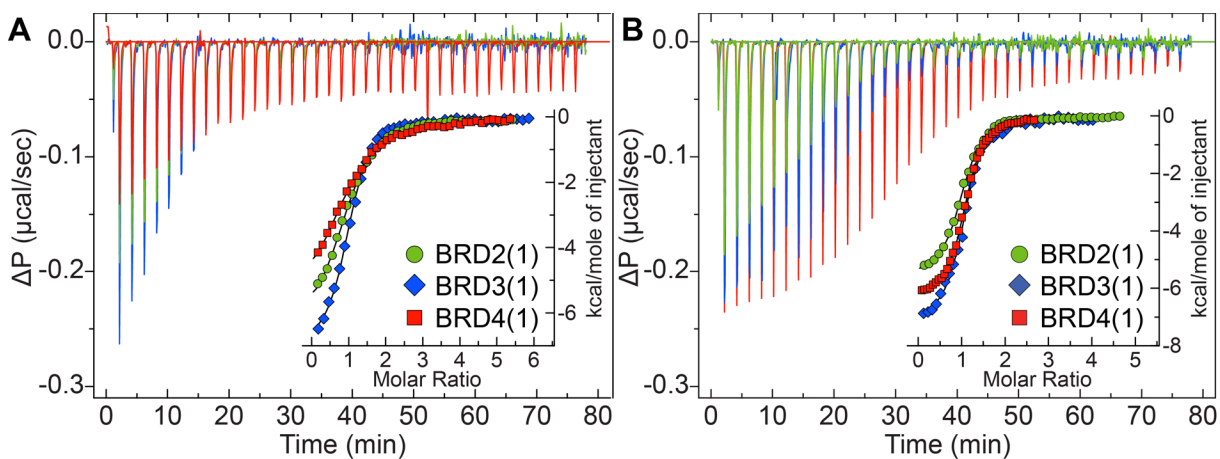 A
0.0
-0.1
-0.2
-0.3
ΔP (μcal/sec)
0 10 20 30 40 50 60 70 80
Time (min)
0
-2
-4
-6
kcal/mole of injectant
BRD2(1)
BRD3(1)
BRD4(1)
0 1 2 3 4 5 6
Molar Ratio
B
0.0
-0.1
-0.2
-0.3
ΔP (μcal/sec)
0 10 20 30 40 50 60 70 80
Time (min)
0
-2
-4
-6
-8
kcal/mole of injectant
BRD2(1)
BRD3(1)
BRD4(1)
0 1 2 3 4 5
Molar Ratio